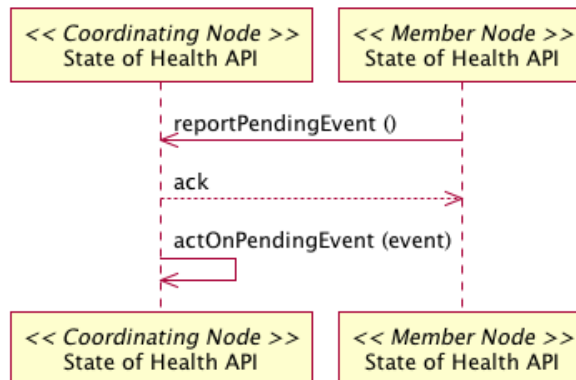 << Coordinating Node >>
State of Health API
<< Member Node >>
State of Health API
reportPendingEvent ()
ack
actOnPendingEvent (event)
<< Coordinating Node >>
State of Health API
<< Member Node >>
State of Health API